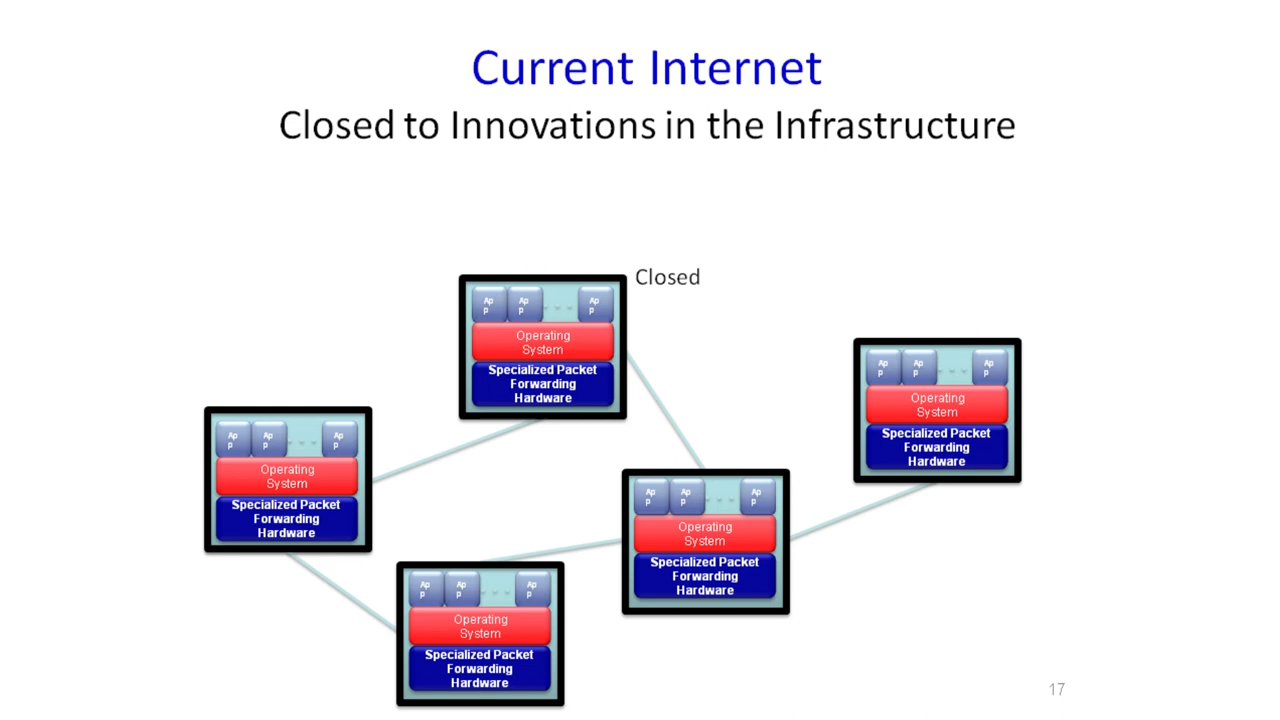 Current Internet
Closed to Innovations in the Infrastructure
Closed
Ap
p
Ap
p
Ap
p
Operating
System
Specialized Packet
Forwarding
Hardware
Ap
p
Ap
p
Ap
p
Operating
System
Specialized Packet
Forwarding
Hardware
Ap
p
Ap
p
Ap
p
Operating
System
Specialized Packet
Forwarding
Hardware
Ap
p
Ap
p
Ap
p
Operating
System
Specialized Packet
Forwarding
Hardware
Ap
p
Ap
p
Ap
p
Operating
System
Specialized Packet
Forwarding
Hardware
17